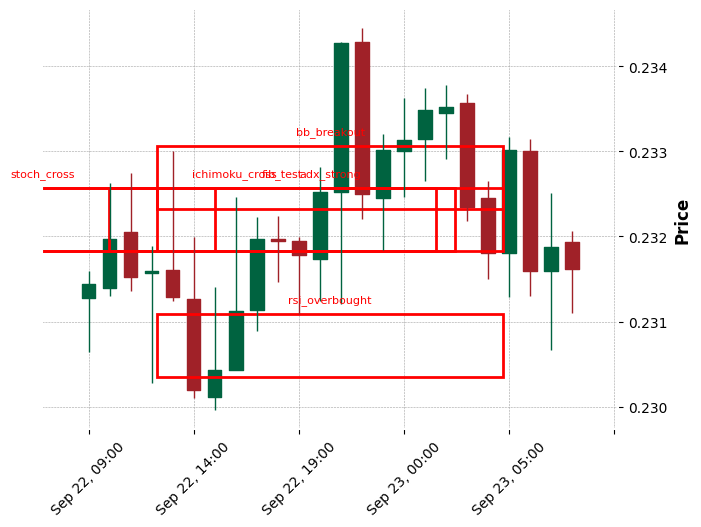 0.234
bb_breakout
0.233
stoch_cross
ichimoku_cross
fib_test
adx_strong
0.232
Price
rsi_overbought
0.231
0.230
Sep 22, 09:00
Sep 22, 14:00
Sep 22, 19:00
Sep 23, 00:00
Sep 23, 05:00